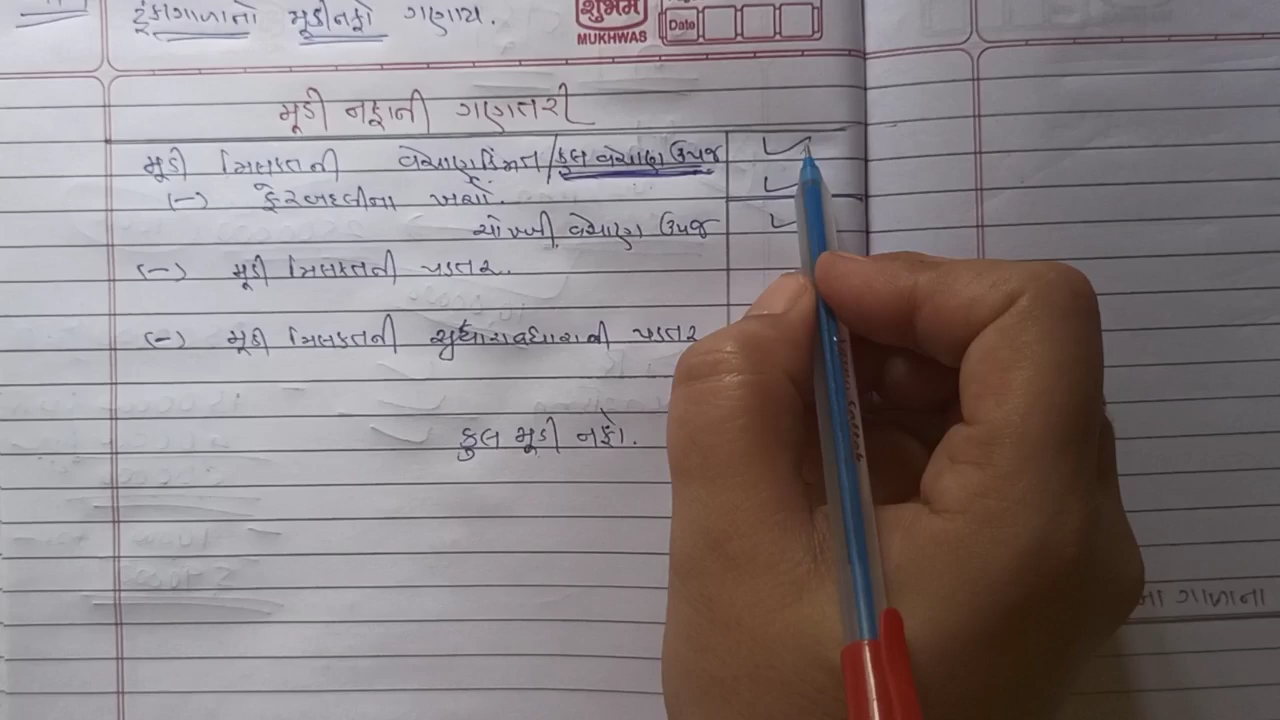 ટૂંકાગાળાનો મૂડીનફો ગણાય.
શુભમ
MUKHWAS
Date
મૂડી નફાની ગણતરી
મૂડી મિલકતની વેચાણકિંમત/કુલ વેચાણ ઉપજ
(-) ફેરબદલીના ખર્ચા.
ચોખ્ખી વેચાણ ઉપજ
(-) મૂડી મિલકતની પડતર.
(-) મૂડી મિલકતની સુધારાવધારાની પડતર
કુલ મૂડી નફો.
ગાળાના